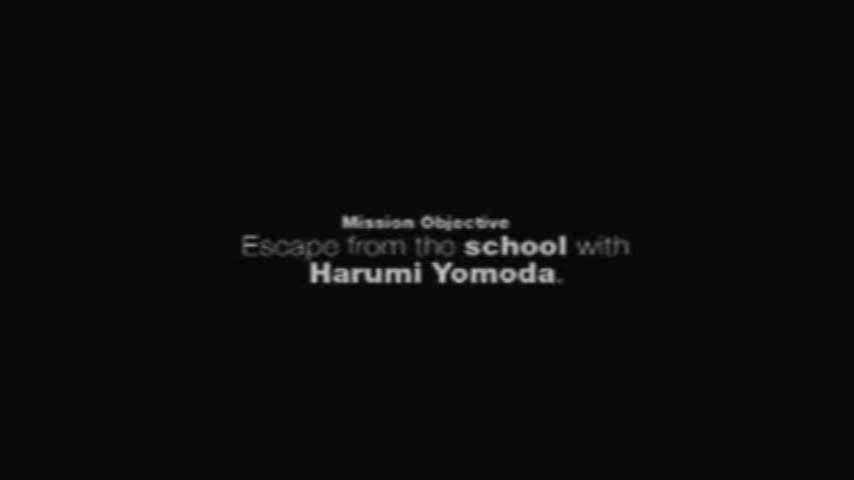 Mission Objective
Escape from the school with
Harumi Yomoda.